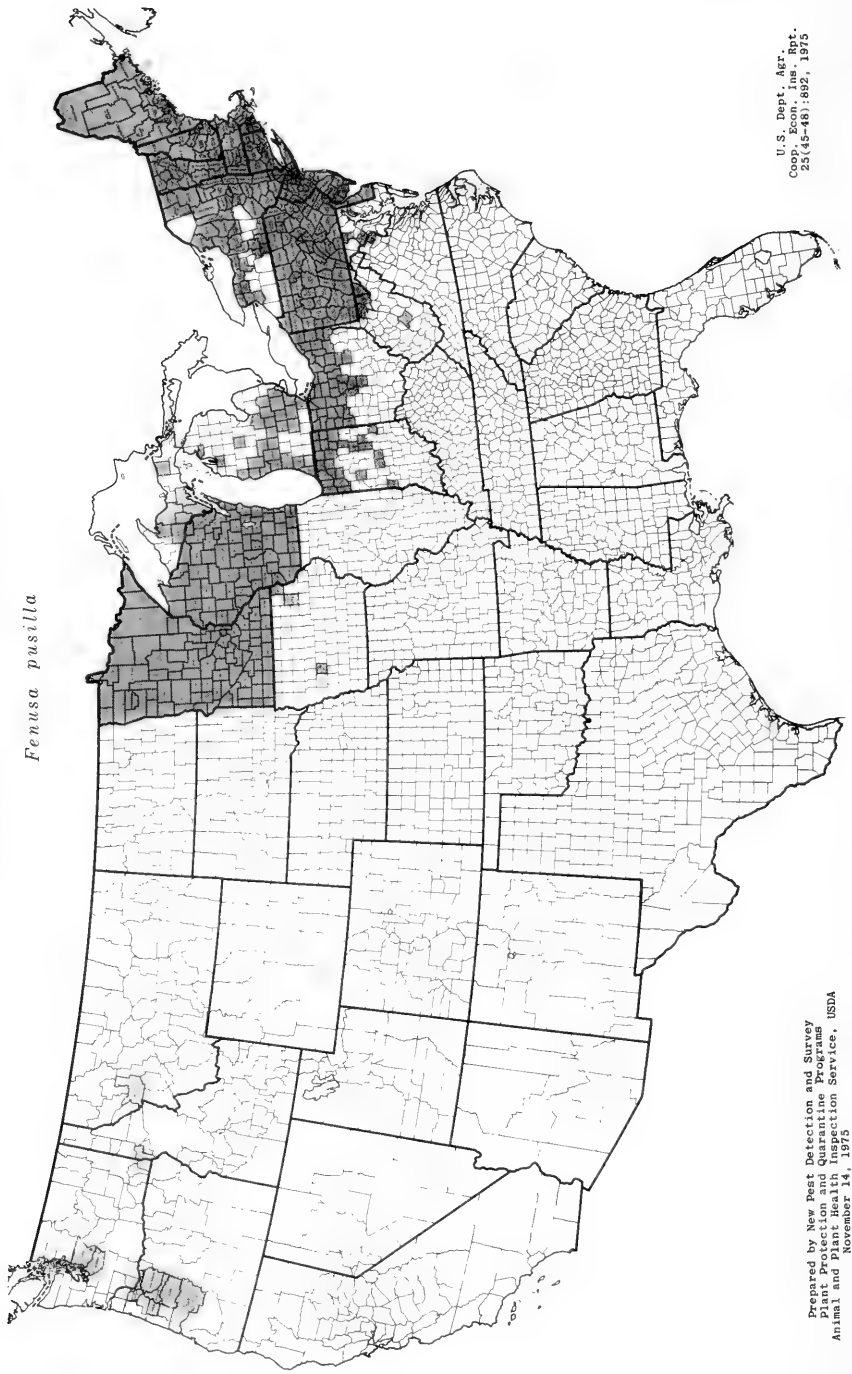 Fenusa pusilla
U.S. Dept. Agr.
Coop. Econ. Ins. Rpt.
25(45-48):892, 1975
Prepared by New Pest Detection and Survey
Plant Protection and Quarantine Programs
Animal and Plant Health Inspection Service, USDA
November 14, 1975